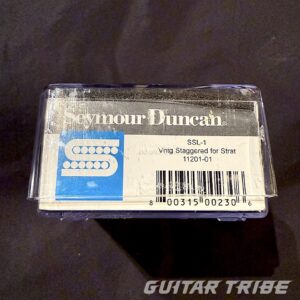 Seymour Duncan®
SSL-1
Vntg Staggered for Strat
11201-01
8 00315 00230 6
GUITAR TRIBE